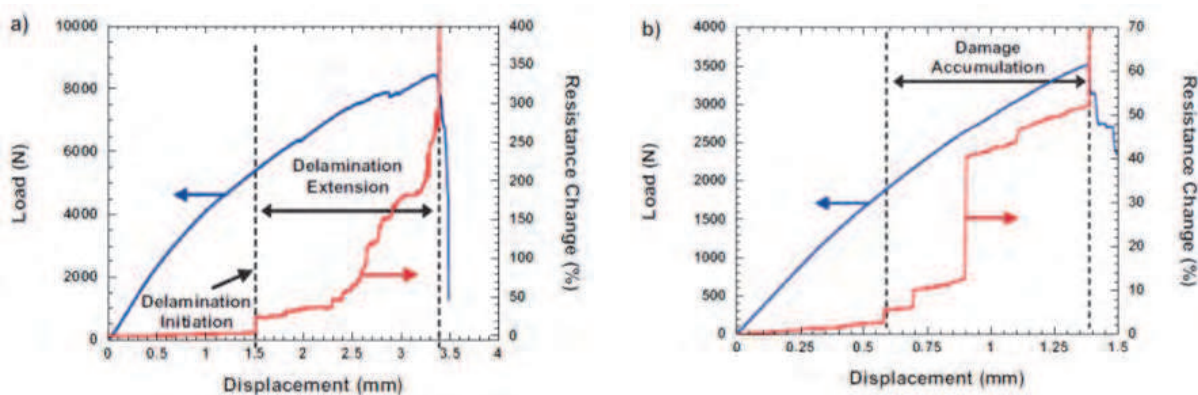 a)
10000
8000
6000
4000
2000
0
Load (N)
400
350
300
250
200
150
100
50
0
Resistance Change (%)
Delamination
Extension
Delamination
Initiation
0 0.5 1 1.5 2 2.5 3 3.5 4
Displacement (mm)
b)
4000
3500
3000
2500
2000
1500
1000
500
0
Load (N)
70
60
50
40
30
20
10
0
Resistance Change (%)
Damage
Accumulation
0 0.25 0.5 0.75 1 1.25 1.5
Displacement (mm)